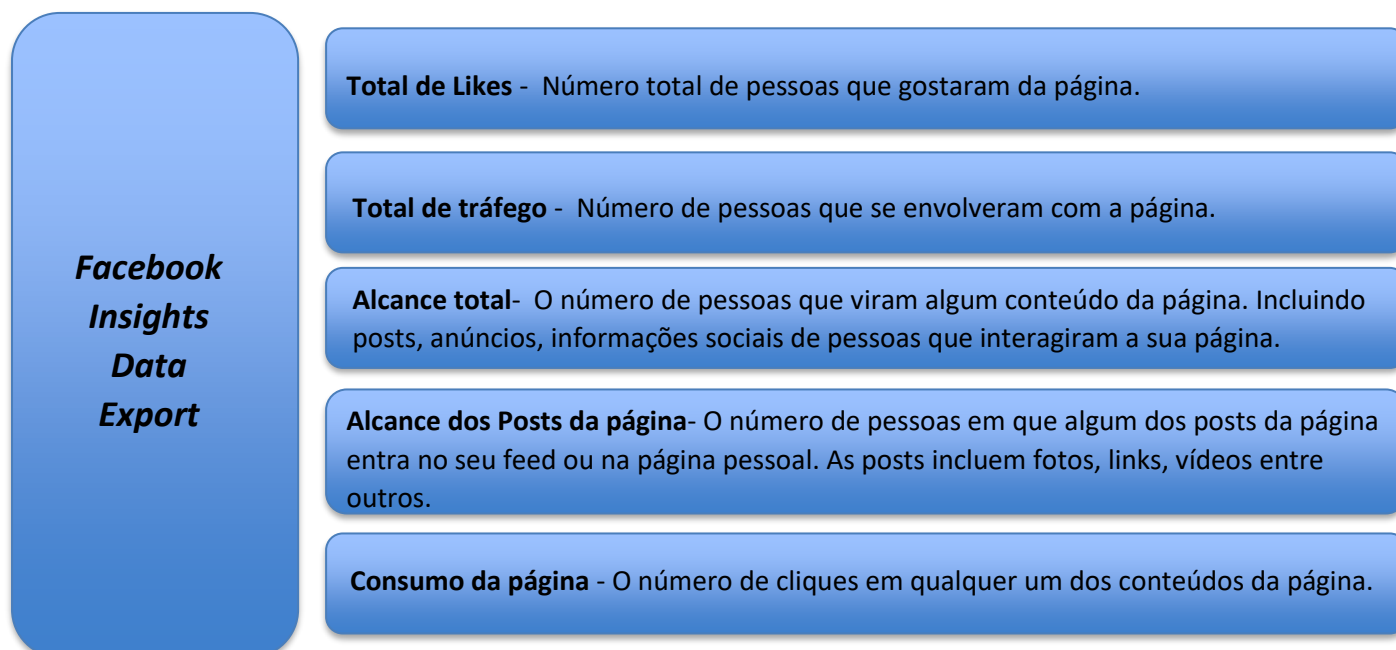 Facebook
Insights
Data
Export
Total de Likes -  Número total de pessoas que gostaram da página.
Total de tráfego -  Número de pessoas que se envolveram com a página.
Alcance total-  O número de pessoas que viram algum conteúdo da página. Incluindo
posts, anúncios, informações sociais de pessoas que interagiram a sua página.
Alcance dos Posts da página- O número de pessoas em que algum dos posts da página
entra no seu feed ou na página pessoal. As posts incluem fotos, links, vídeos entre
outros.
Consumo da página - O número de cliques em qualquer um dos conteúdos da página.